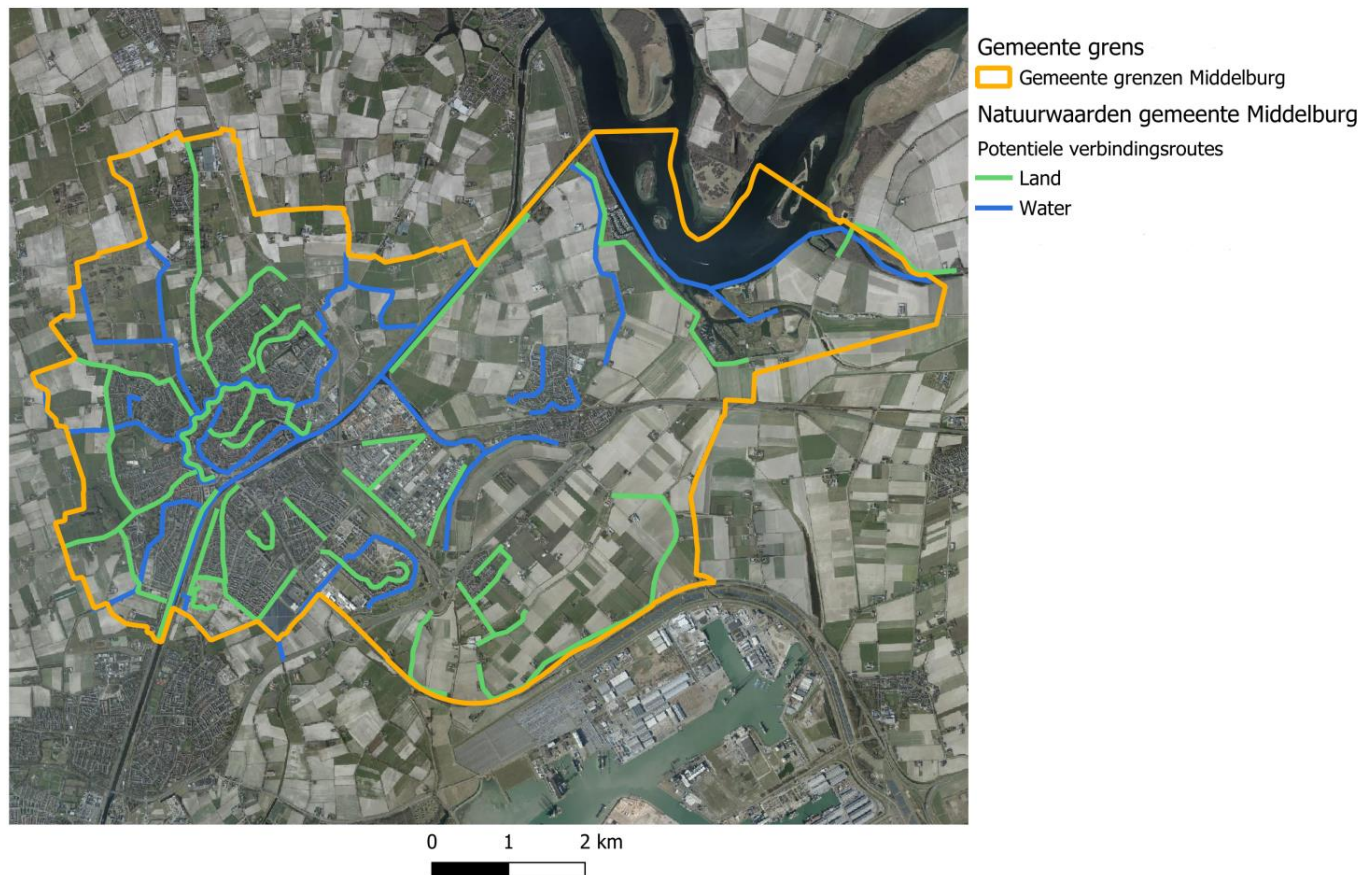 Gemeente grens
Gemeente grenzen Middelburg
Natuurwaarden gemeente Middelburg
Potentiele verbindingsroutes
Land
Water
0 1 2 km